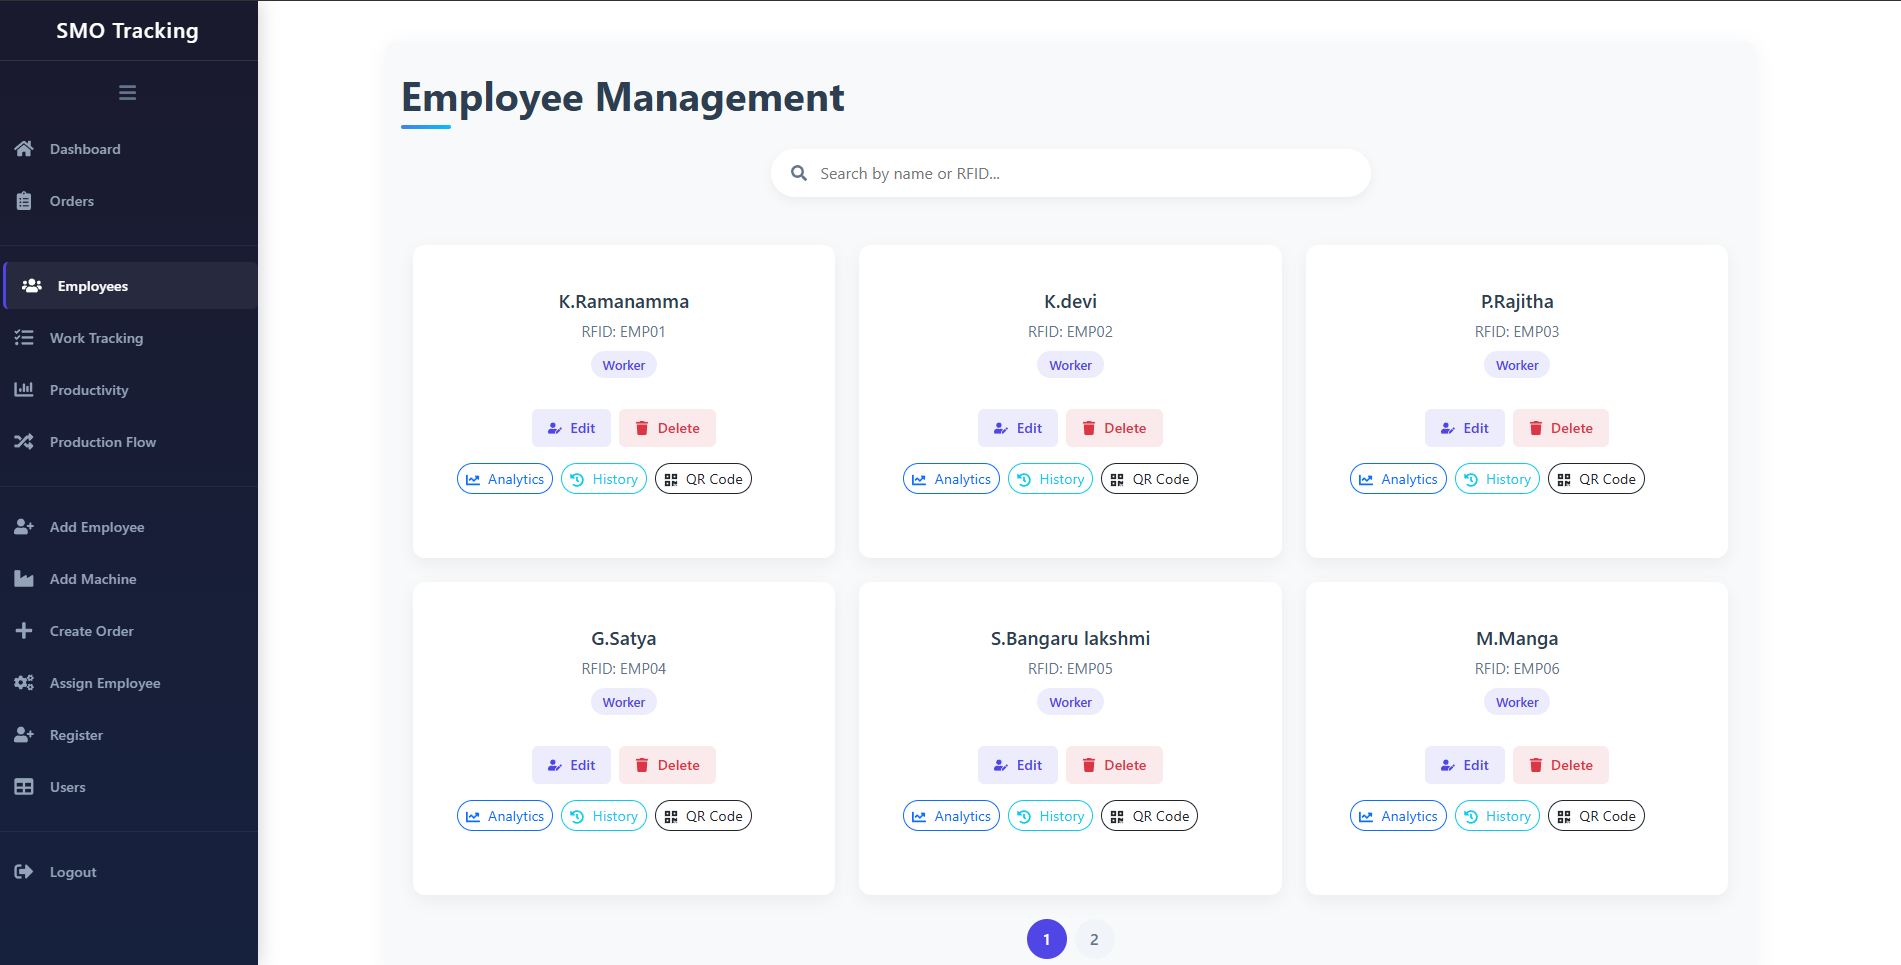 SMO Tracking
Dashboard
Orders
Employees
Work Tracking
Productivity
Production Flow
Add Employee
Add Machine
Create Order
Assign Employee
Register
Users
Logout
Employee Management
Search by name or RFID...
K.Ramanamma
RFID: EMP01
Worker
Edit Delete
Analytics History QR Code
K.devi
RFID: EMP02
Worker
Edit Delete
Analytics History QR Code
P.Rajitha
RFID: EMP03
Worker
Edit Delete
Analytics History QR Code
G.Satya
RFID: EMP04
Worker
Edit Delete
Analytics History QR Code
S.Bangaru lakshmi
RFID: EMP05
Worker
Edit Delete
Analytics History QR Code
M.Manga
RFID: EMP06
Worker
Edit Delete
Analytics History QR Code
1 2